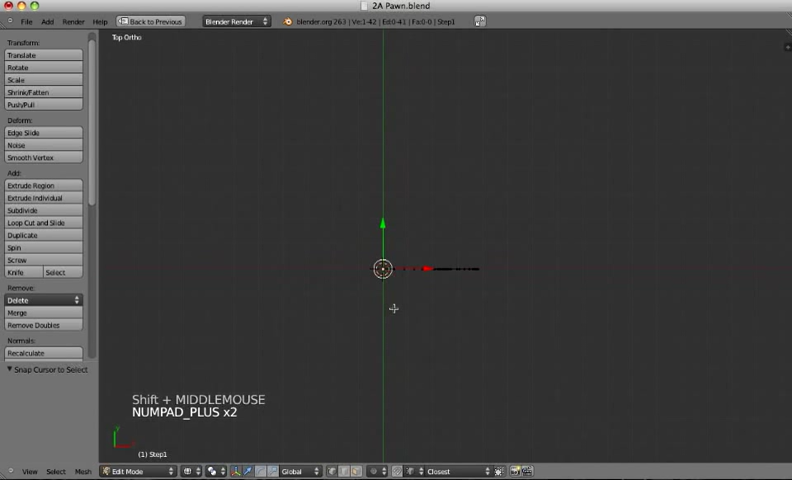 2A Pawn.blend
File Add Render Help Back to Previous Blender Render blender.org 263 | Ve:1-42 | Ed:0-41 | Fa:0-0 | Step1
Top Ortho
Transform:
Translate
Rotate
Scale
Shrink/Fatten
Push/Pull
Deform:
Edge Slide
Noise
Smooth Vertex
Add:
Extrude Region
Extrude Individual
Subdivide
Loop Cut and Slide
Duplicate
Spin
Screw
Knife Select
Remove:
Delete
Merge
Remove Doubles
Normals:
Recalculate
Snap Cursor to Select
Shift + MIDDLEMOUSE
NUMPAD_PLUS x2
Y
(1) Step1
View Select Mesh Edit Mode Global Closest